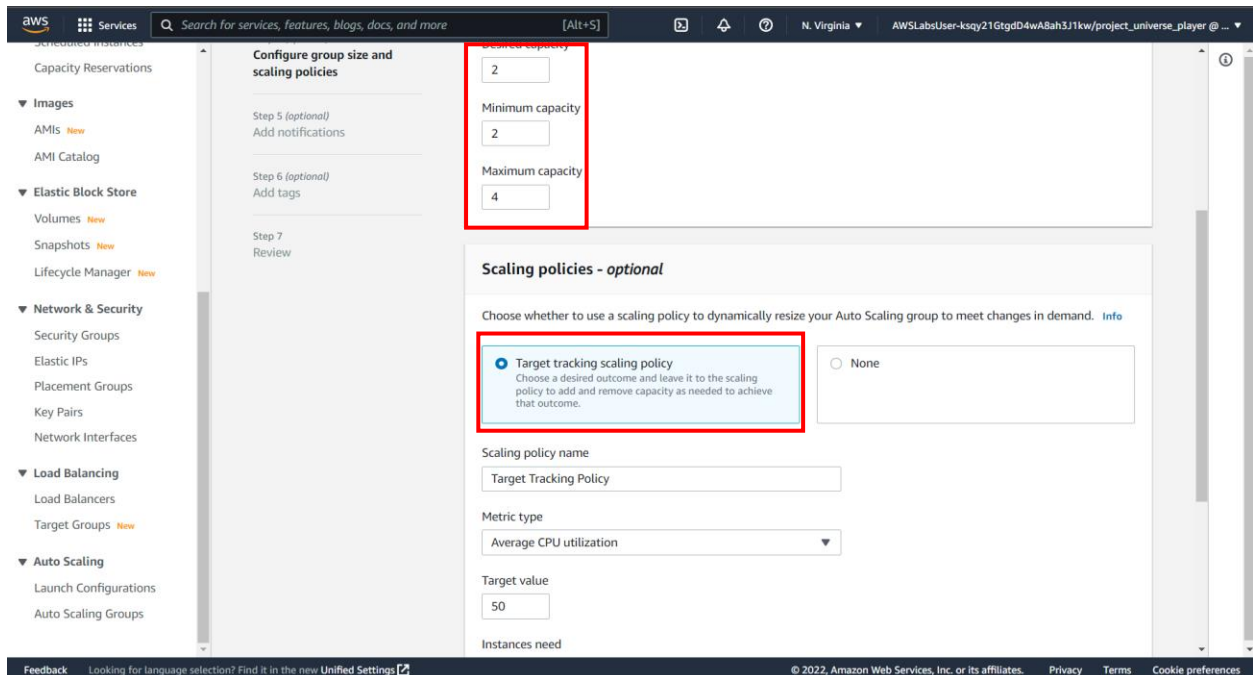 aws
Services
Search for services, features, blogs, docs, and more
[Alt+S]
N. Virginia
AWSLabsUser-ksqy21GtgdD4wA8ah3J1kw/project_universe_player @ ...
Scheduled Instances
Capacity Reservations
Images
AMIs New
AMI Catalog
Elastic Block Store
Volumes New
Snapshots New
Lifecycle Manager New
Network & Security
Security Groups
Elastic IPs
Placement Groups
Key Pairs
Network Interfaces
Load Balancing
Load Balancers
Target Groups New
Auto Scaling
Launch Configurations
Auto Scaling Groups
Configure group size and
scaling policies
Step 5 (optional)
Add notifications
Step 6 (optional)
Add tags
Step 7
Review
Desired capacity
2
Minimum capacity
2
Maximum capacity
4
Scaling policies - optional
Choose whether to use a scaling policy to dynamically resize your Auto Scaling group to meet changes in demand. Info
Target tracking scaling policy
Choose a desired outcome and leave it to the scaling
policy to add and remove capacity as needed to achieve
that outcome.
None
Scaling policy name
Target Tracking Policy
Metric type
Average CPU utilization
Target value
50
Instances need
Feedback
Looking for language selection? Find it in the new Unified Settings
© 2022, Amazon Web Services, Inc. or its affiliates.
Privacy
Terms
Cookie preferences